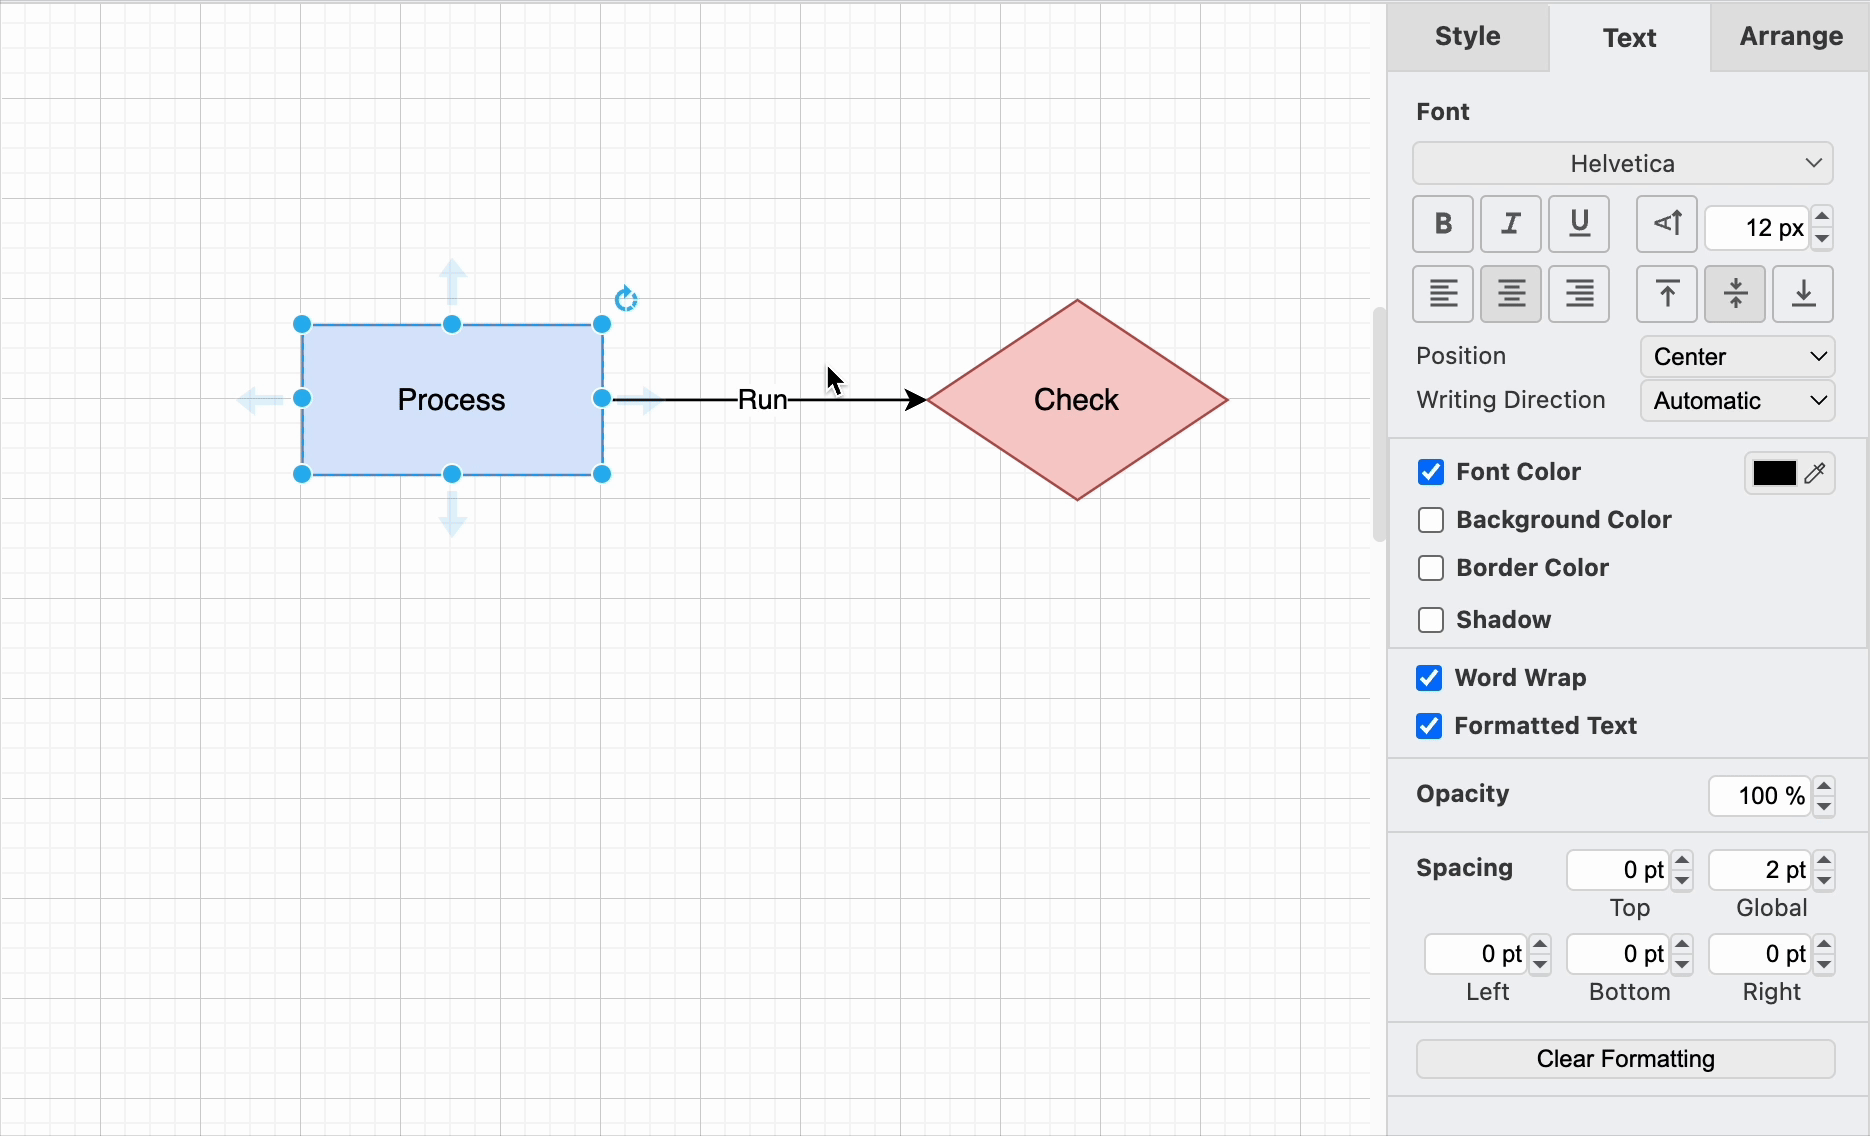 Style Text Arrange
Font
Helvetica
B I U A 12 px
Position Center
Writing Direction Automatic
Process Run Check
Font Color
Background Color
Border Color
Shadow
Word Wrap
Formatted Text
Opacity 100 %
Spacing 0 pt 2 pt
Top Global
0 pt 0 pt 0 pt
Left Bottom Right
Clear Formatting